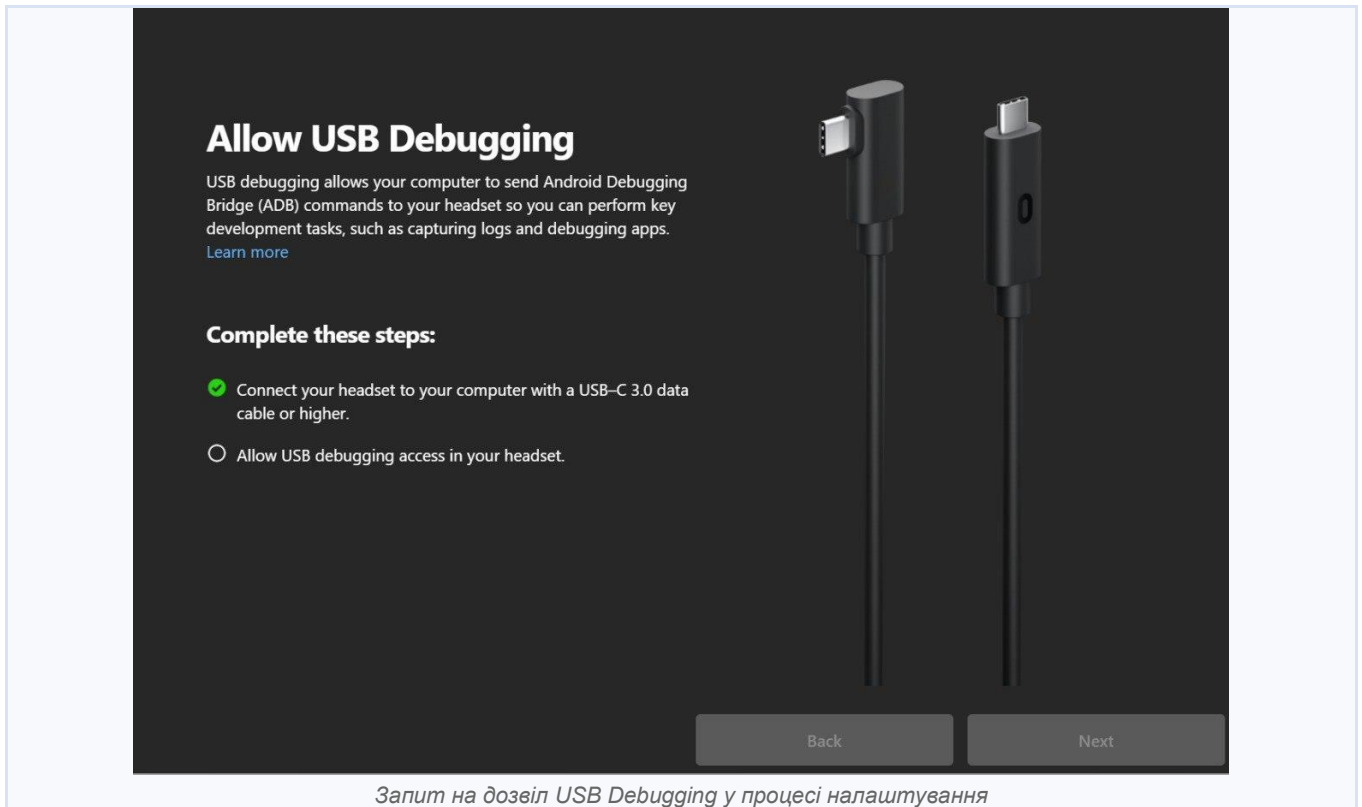 Allow USB Debugging
USB debugging allows your computer to send Android Debugging
Bridge (ADB) commands to your headset so you can perform key
development tasks, such as capturing logs and debugging apps.
Learn more
Complete these steps:
Connect your headset to your computer with a USB–C 3.0 data
cable or higher.
Allow USB debugging access in your headset.
Back
Next
Запит на дозвіл USB Debugging у процесі налаштування